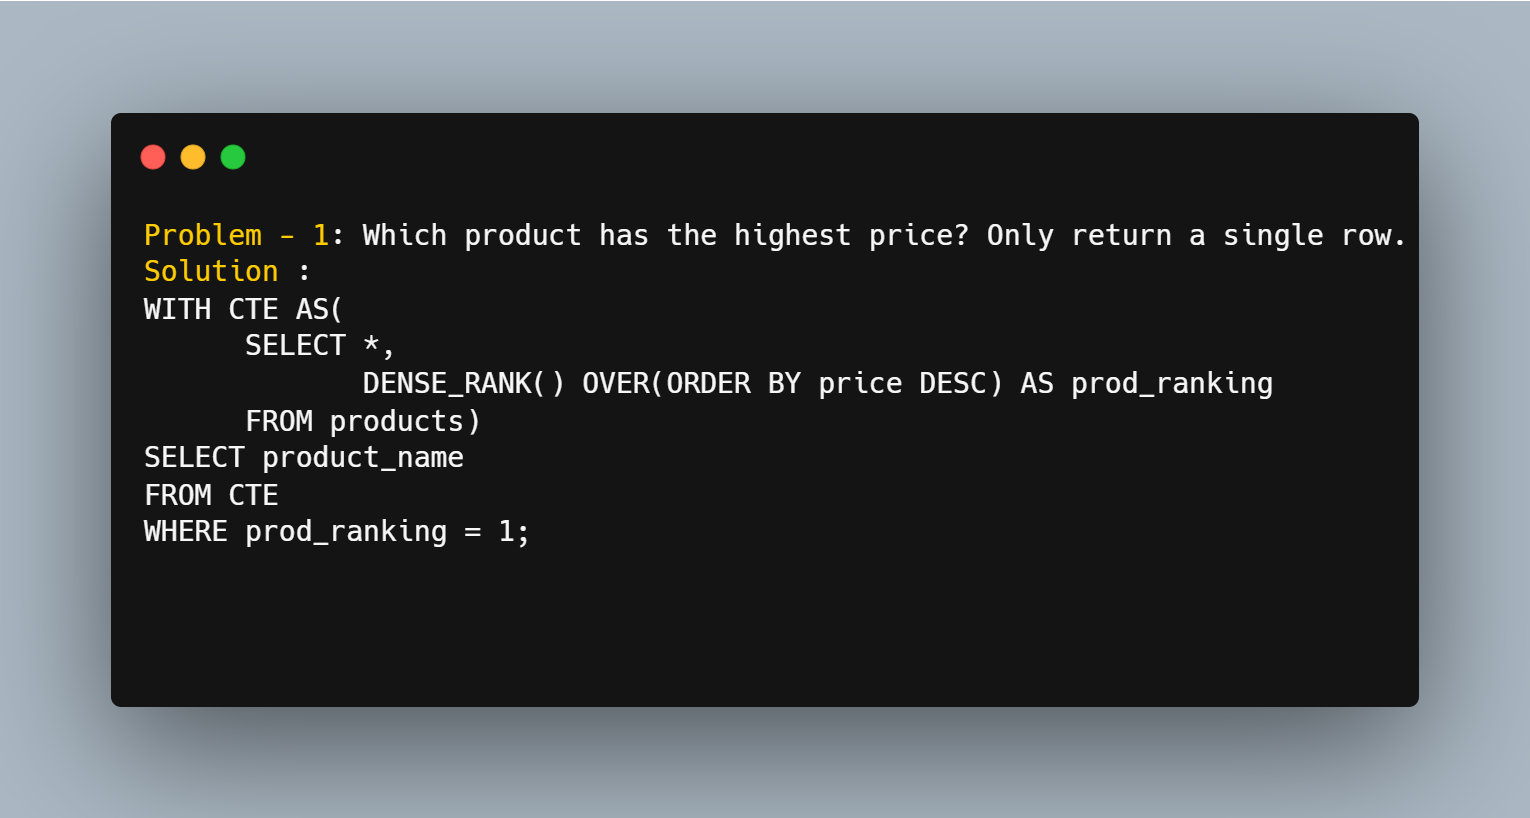 Problem - 1: Which product has the highest price? Only return a single row.
Solution :
WITH CTE AS(
      SELECT *,
             DENSE_RANK() OVER(ORDER BY price DESC) AS prod_ranking
      FROM products)
SELECT product_name
FROM CTE
WHERE prod_ranking = 1;